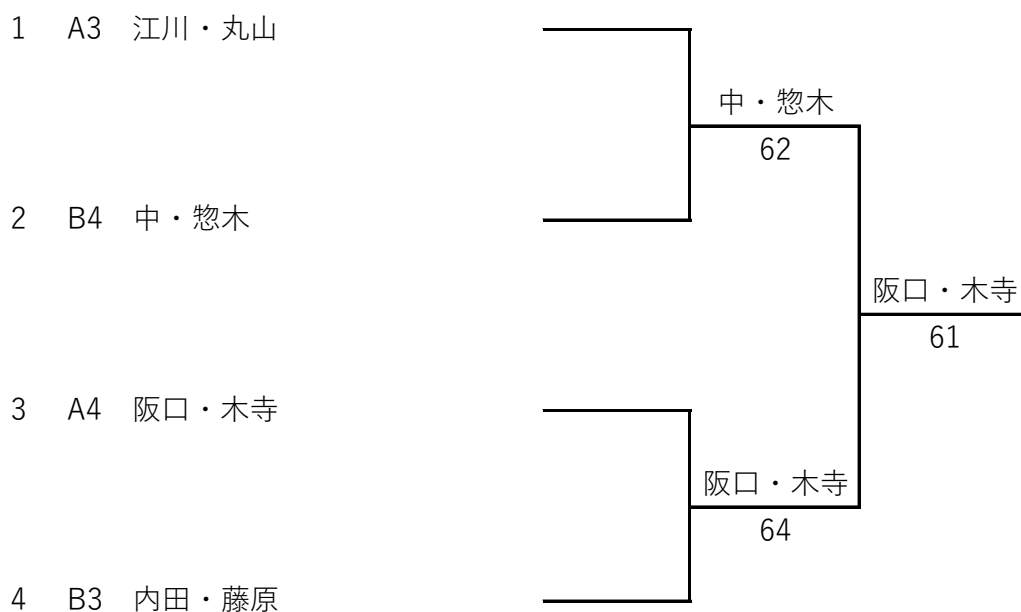 1 A3 江川・丸山
中・惣木
62
2 B4 中・惣木
阪口・木寺
61
3 A4 阪口・木寺
阪口・木寺
64
4 B3 内田・藤原